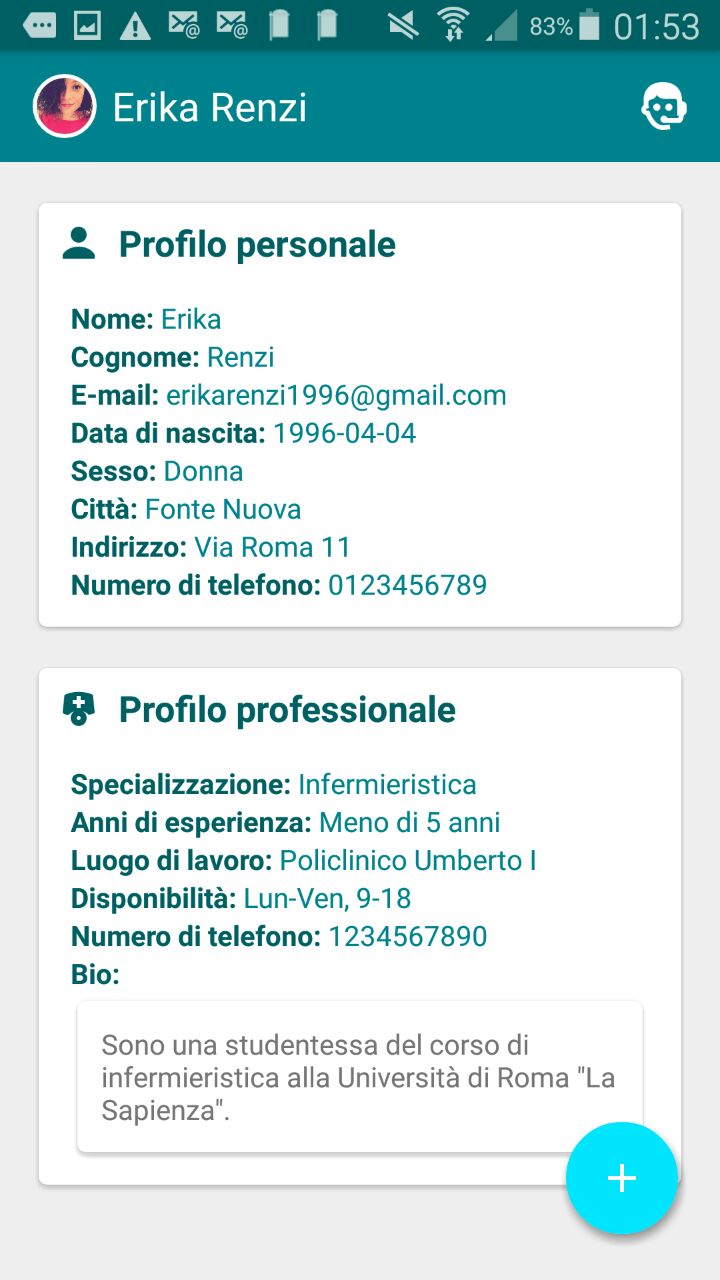 83% 01:53
Erika Renzi
Profilo personale
Nome: Erika
Cognome: Renzi
E-mail: erikarenzi1996@gmail.com
Data di nascita: 1996-04-04
Sesso: Donna
Città: Fonte Nuova
Indirizzo: Via Roma 11
Numero di telefono: 0123456789
Profilo professionale
Specializzazione: Infermieristica
Anni di esperienza: Meno di 5 anni
Luogo di lavoro: Policlinico Umberto I
Disponibilità: Lun-Ven, 9-18
Numero di telefono: 1234567890
Bio:
Sono una studentessa del corso di
infermieristica alla Università di Roma "La
Sapienza".
+